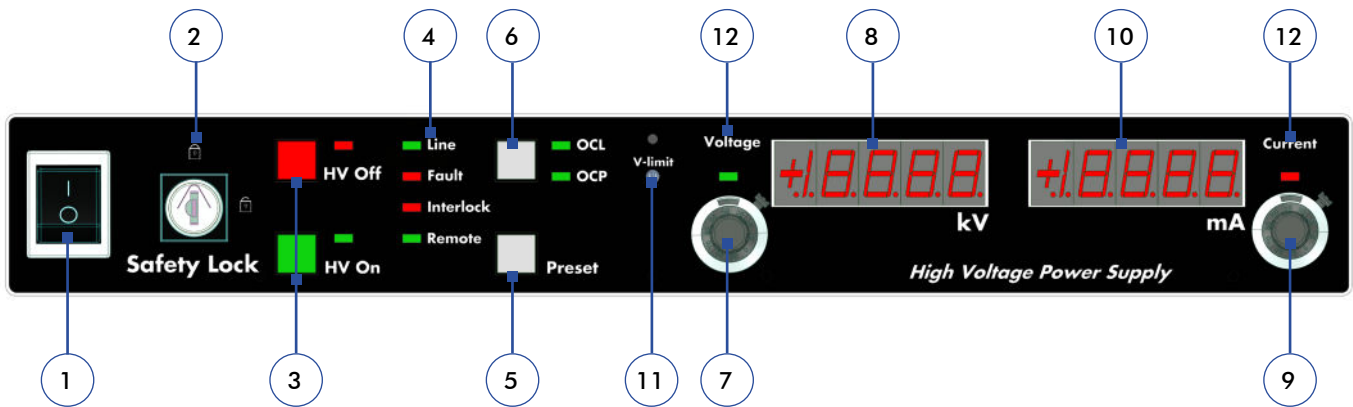 2
4
6
12
8
10
12
Line
OCL
Voltage
+1.8.8.8.8.
+1.8.8.8.8.
Current
HV Off
Fault
OCP
V-limit
Interlock
kV
mA
Safety Lock
HV On
Remote
Preset
High Voltage Power Supply
1
3
5
11
7
9